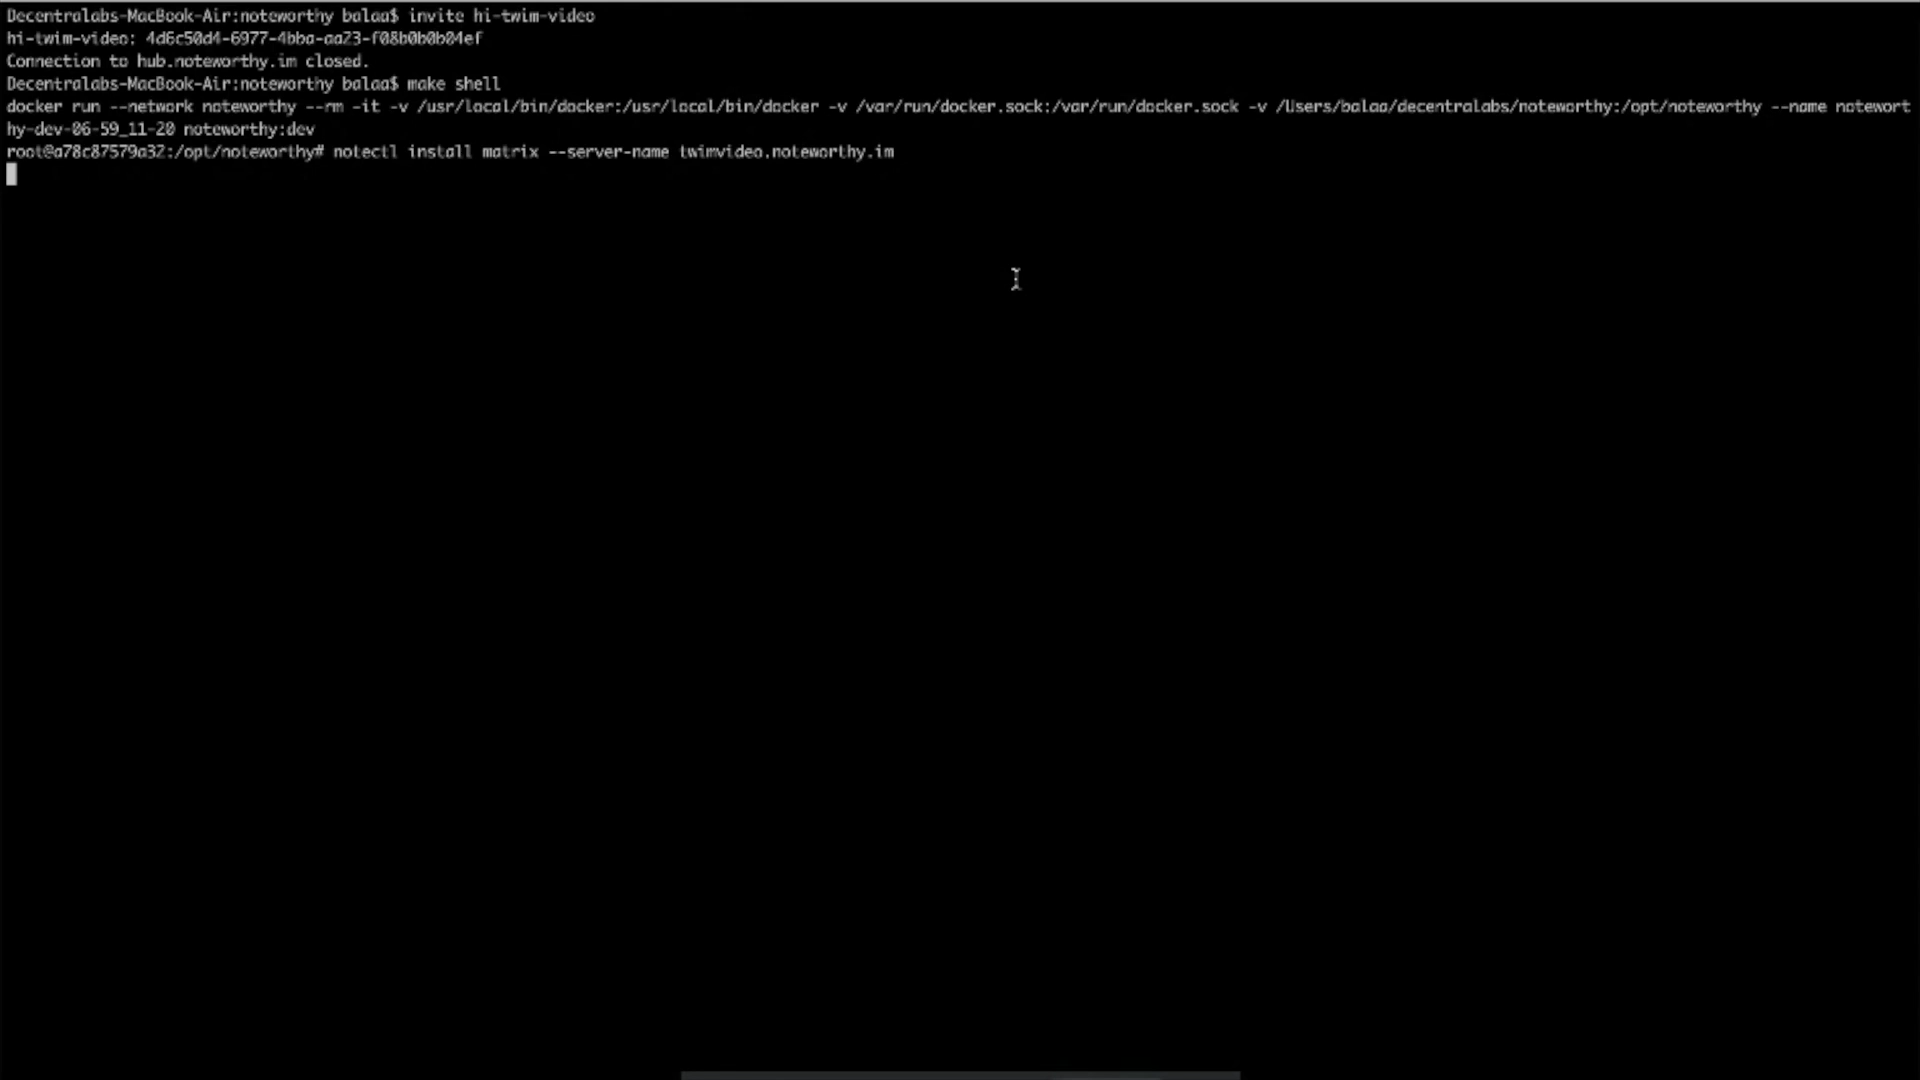 Decentralabs-MacBook-Air:noteworthy balaa$ invite hi-twim-video
hi-twim-video: 4d6c50d4-6977-4bba-aa23-f08b0b0b04ef
Connection to hub.noteworthy.im closed.
Decentralabs-MacBook-Air:noteworthy balaa$ make shell
docker run --network noteworthy --rm -it -v /usr/local/bin/docker:/usr/local/bin/docker -v /var/run/docker.sock:/var/run/docker.sock -v /Users/balaa/decentralabs/noteworthy:/opt/noteworthy --name notewort
hy-dev-06-59_11-20 noteworthy:dev
root@a78c87579a32:/opt/noteworthy# notectl install matrix --server-name twimvideo.noteworthy.im